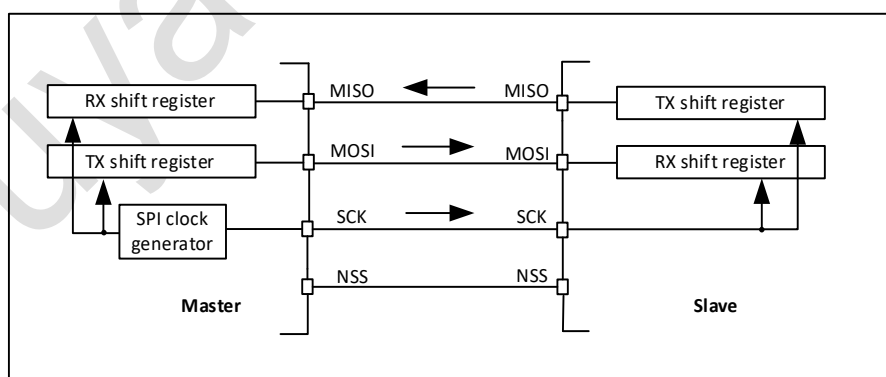 RX shift register
MISO
MISO
TX shift register
TX shift register
MOSI
MOSI
RX shift register
SPI clock
generator
SCK
SCK
NSS
NSS
Master
Slave